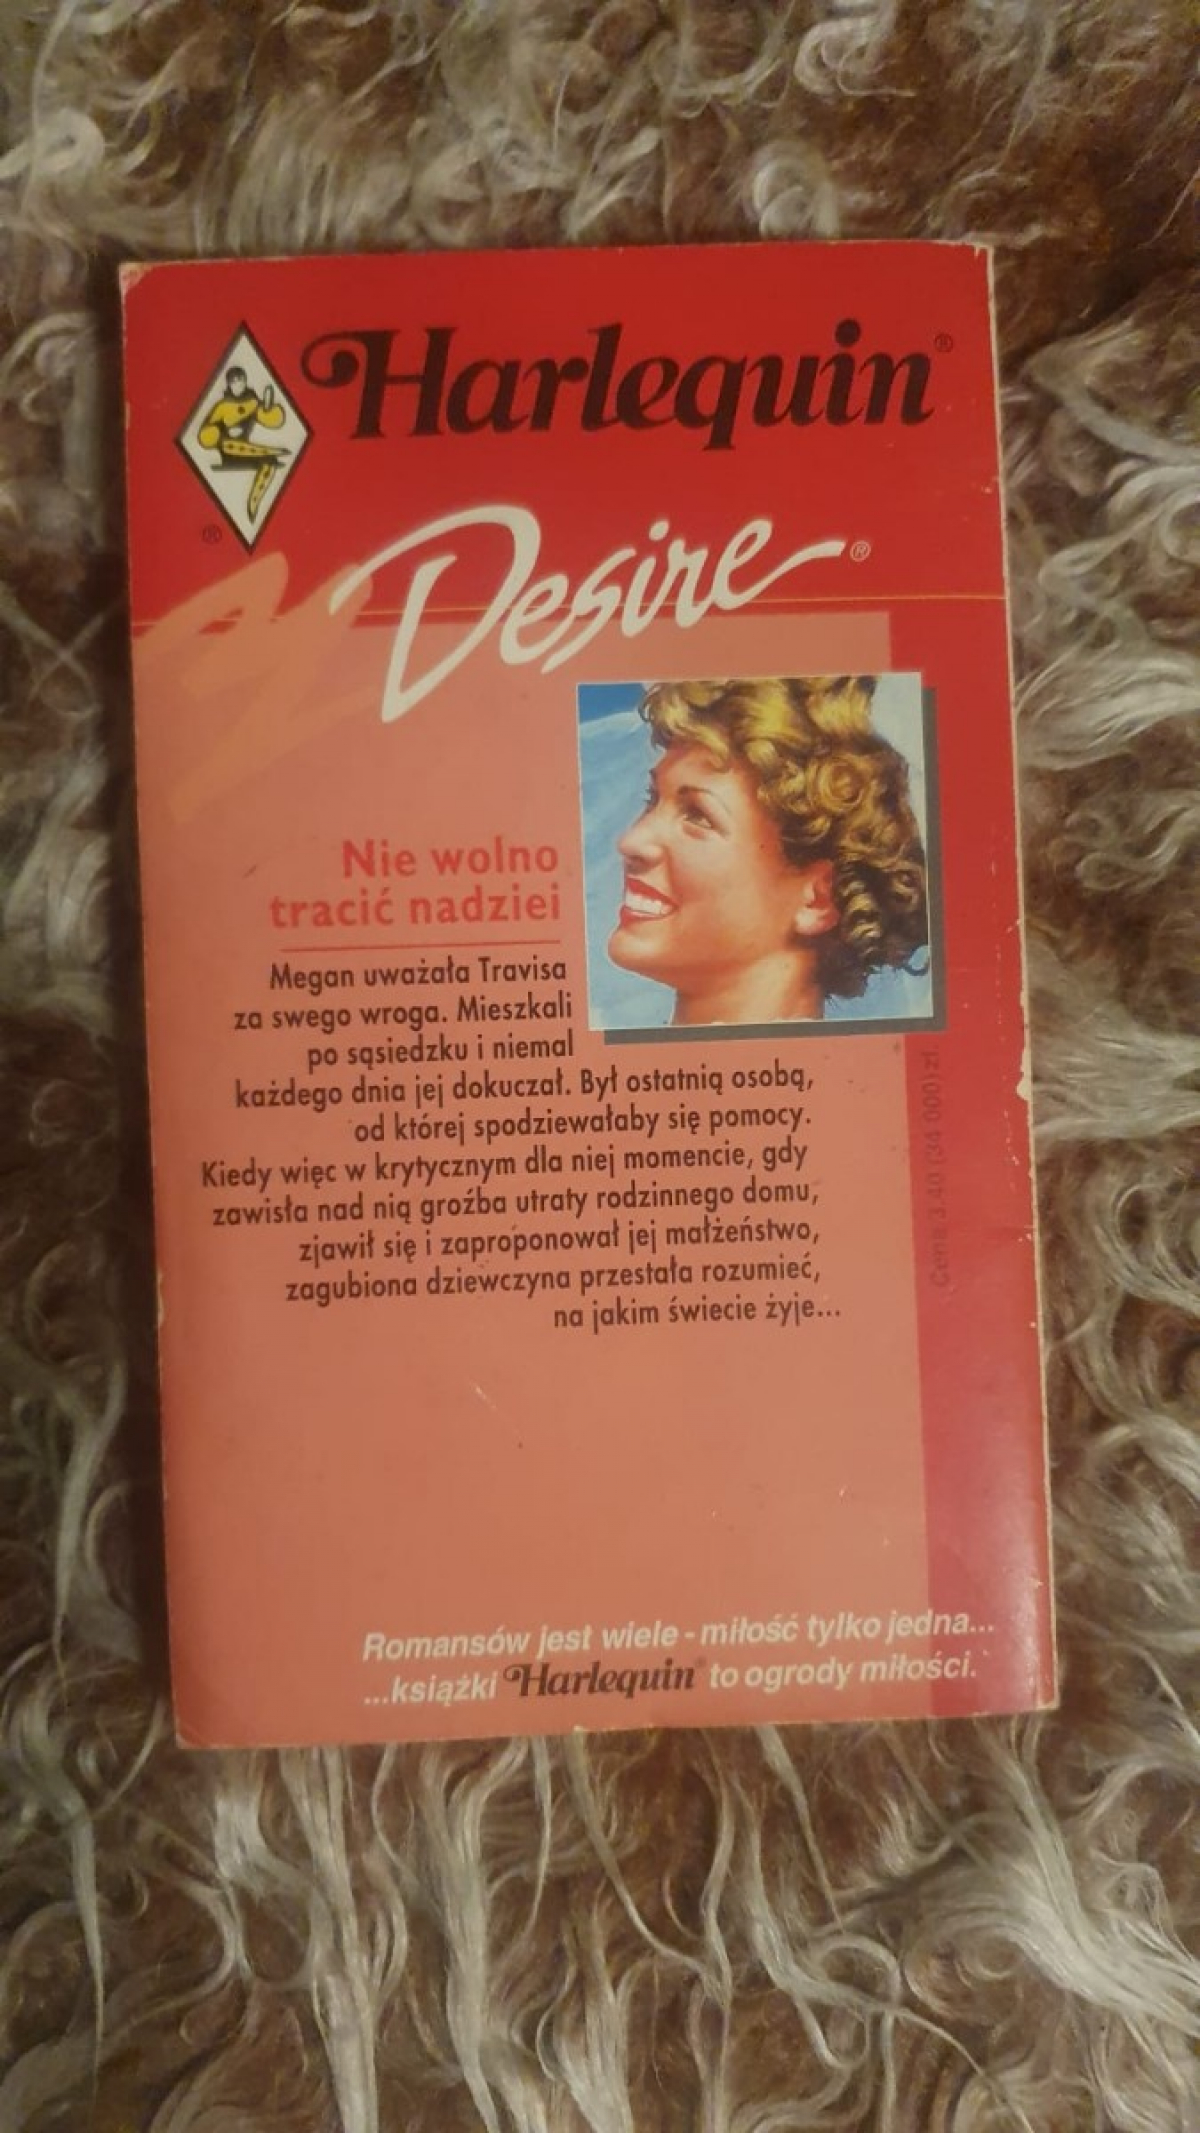 Harlequin®
®
Desire®
Nie wolno
tracić nadziei
Megan uważała Travisa
za swego wroga. Mieszkali
po sąsiedzku i niemal
każdego dnia jej dokuczał. Był ostatnią osobą,
od której spodziewałaby się pomocy.
Kiedy więc w krytycznym dla niej momencie, gdy
zawisła nad nią groźba utraty rodzinnego domu,
zjawił się i zaproponował jej małżeństwo,
zagubiona dziewczyna przestała rozumieć,
na jakim świecie żyje...
Cena 3.40 (34 000) zł.
Romansów jest wiele - miłość tylko jedna...
...książki Harlequin® to ogrody miłości.